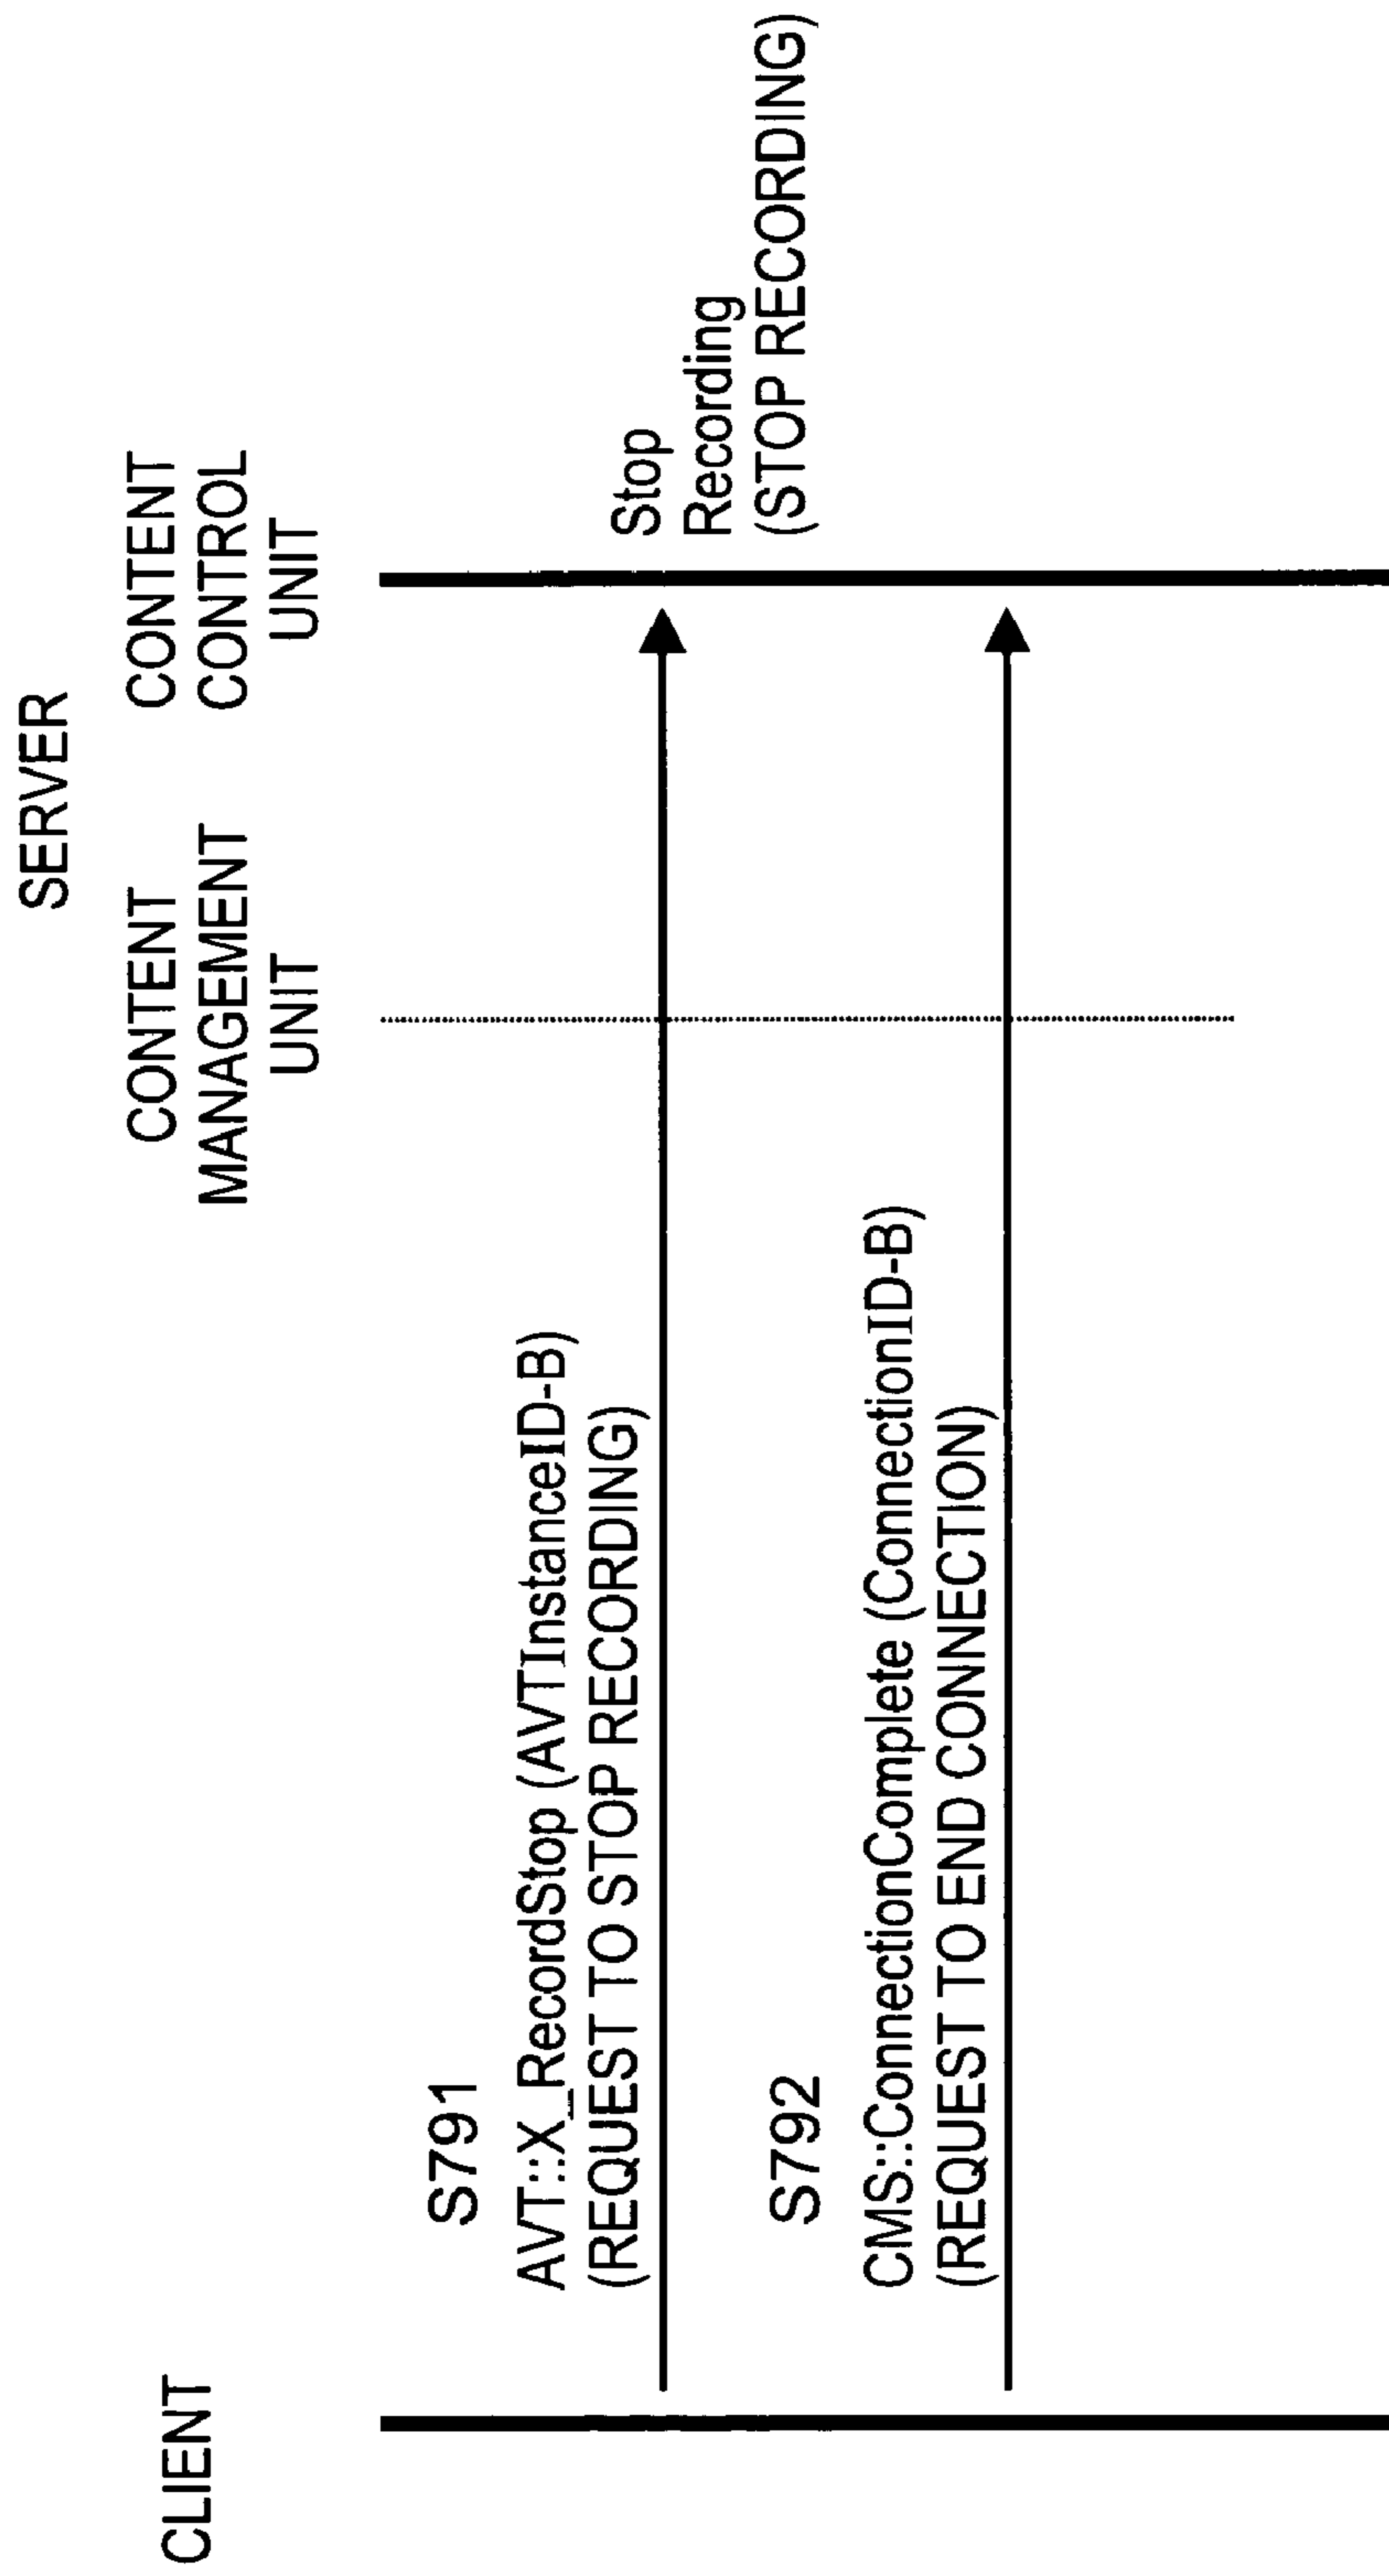 SERVER
CLIENT
CONTENT
MANAGEMENT
UNIT
CONTENT
CONTROL
UNIT
S791
AVT::X_RecordStop (AVTInstanceID-B)
(REQUEST TO STOP RECORDING)
Stop
Recording
(STOP RECORDING)
S792
CMS::ConnectionComplete (ConnectionID-B)
(REQUEST TO END CONNECTION)